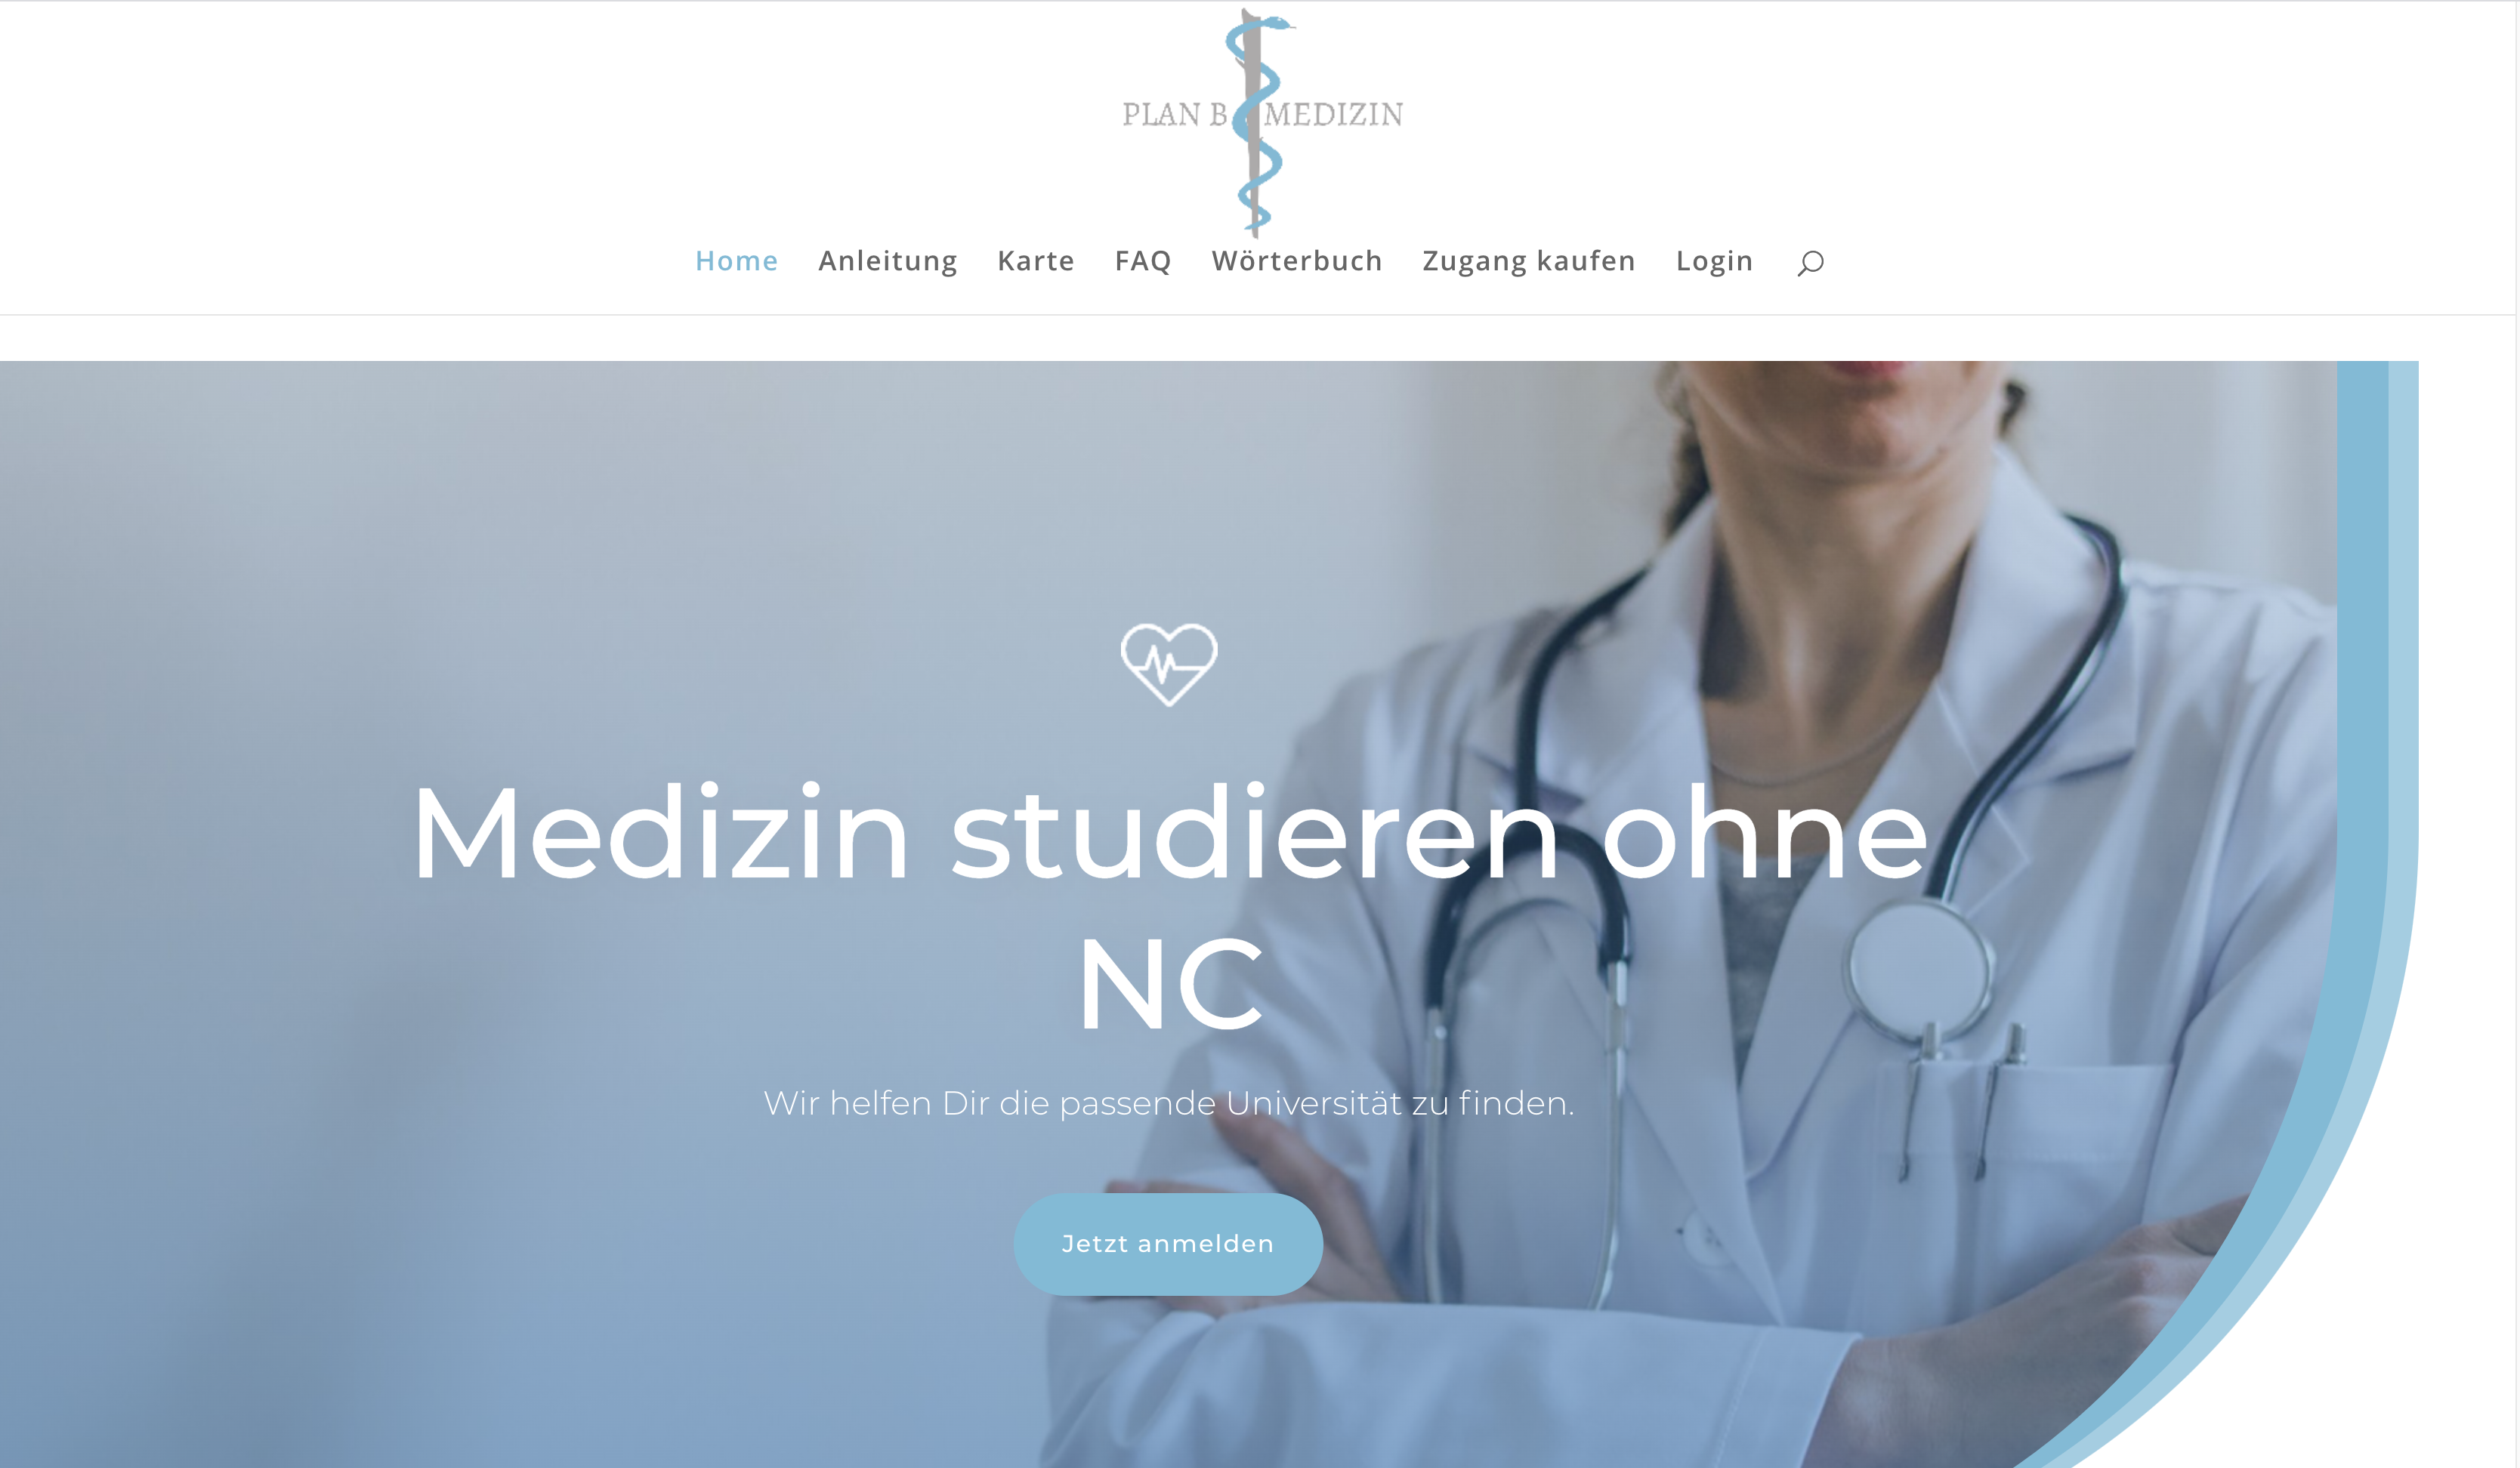 PLAN B MEDIZIN
Home Anleitung Karte FAQ Wörterbuch Zugang kaufen Login
Medizin studieren ohne
NC
Wir helfen Dir die passende Universität zu finden.
Jetzt anmelden